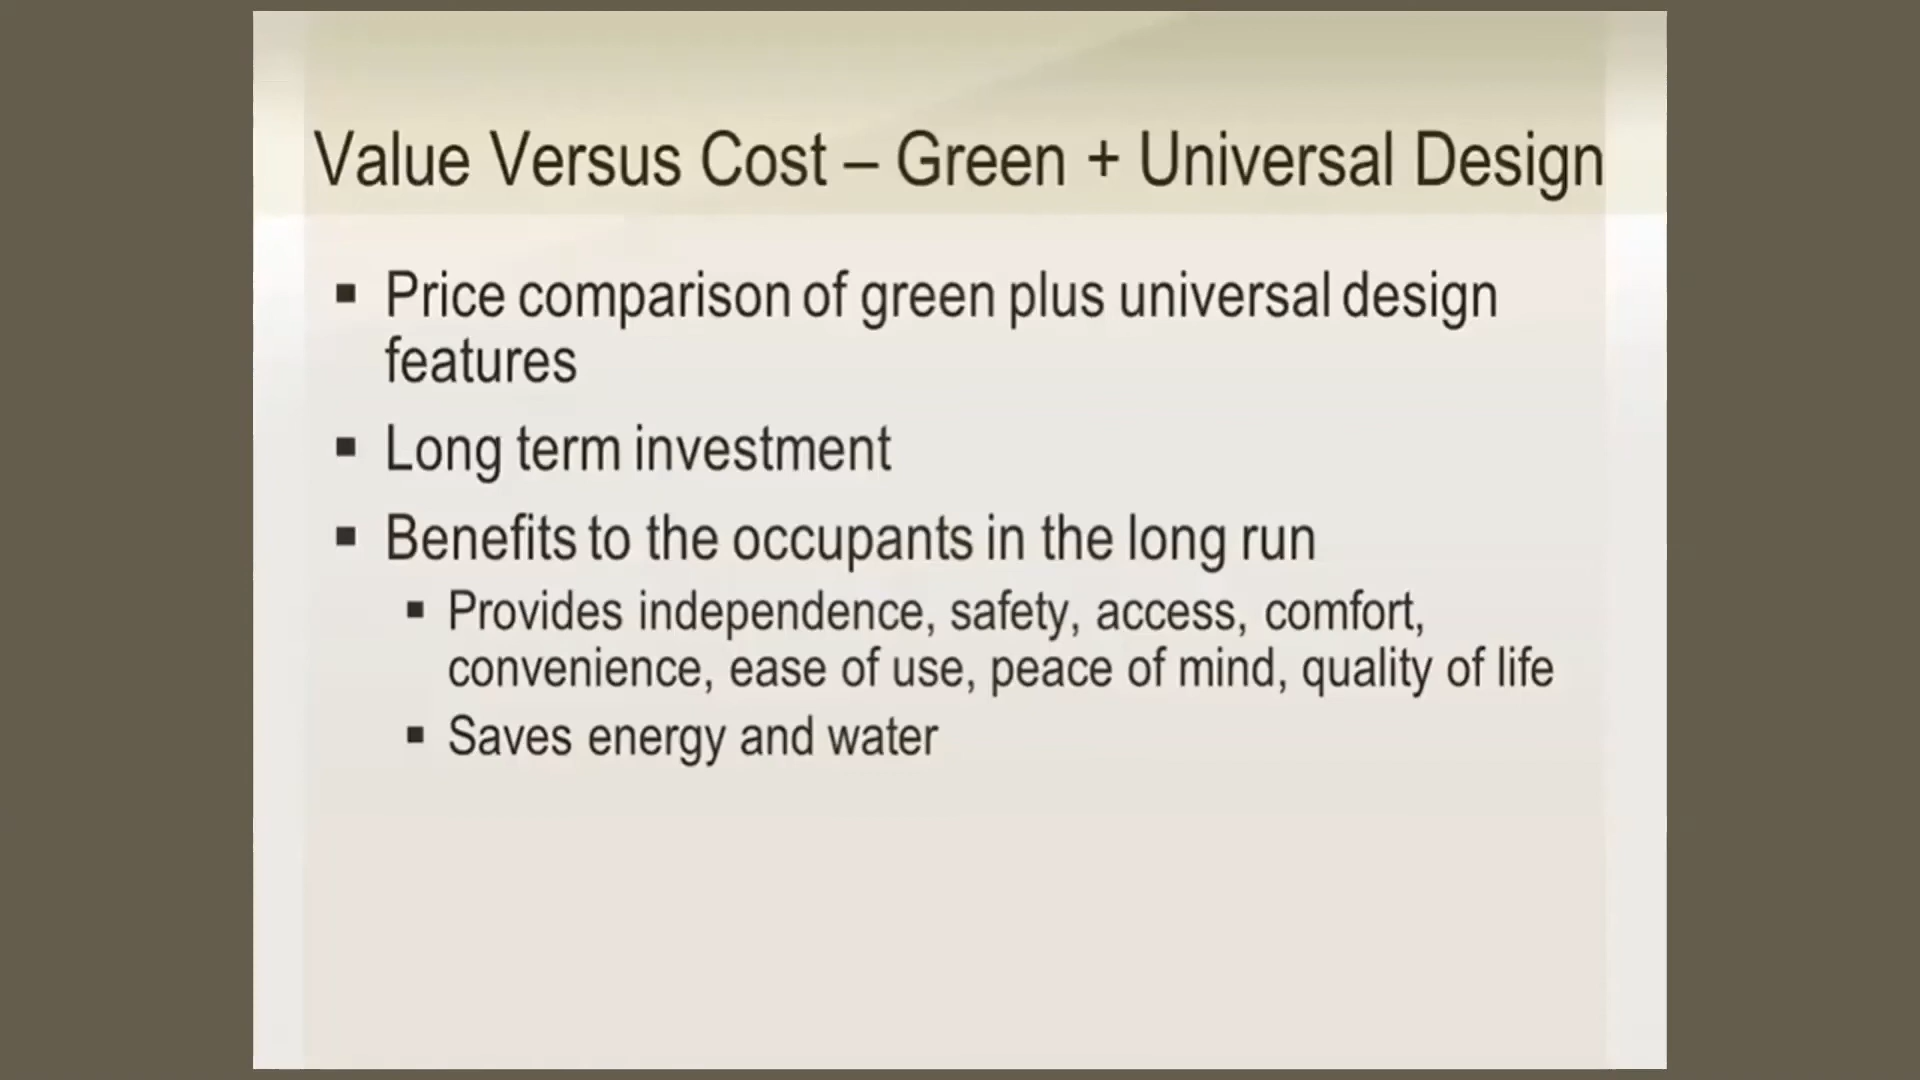 Value Versus Cost – Green + Universal Design
▪ Price comparison of green plus universal design
features
▪ Long term investment
▪ Benefits to the occupants in the long run
▪ Provides independence, safety, access, comfort,
convenience, ease of use, peace of mind, quality of life
▪ Saves energy and water